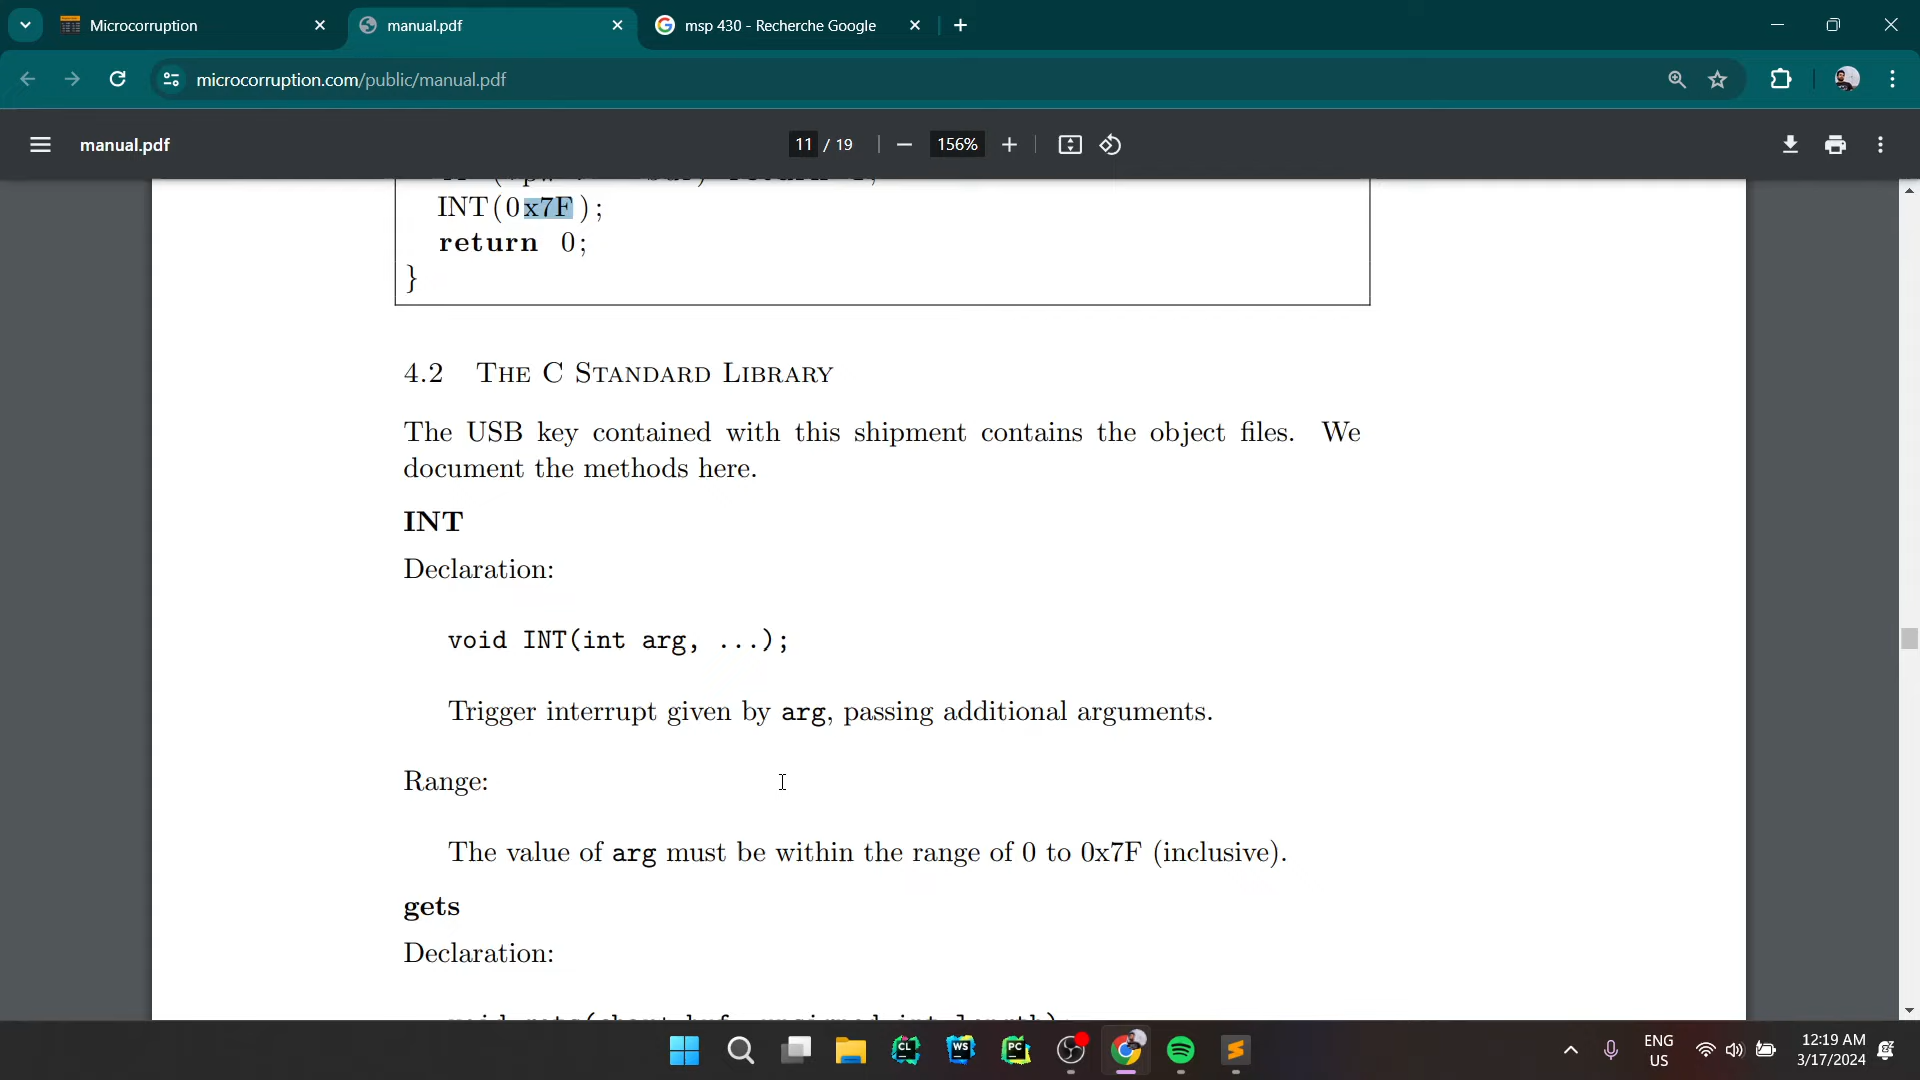 Microcorruption
manual.pdf
msp 430 - Recherche Google
microcorruption.com/public/manual.pdf
manual.pdf
11 / 19
156%
INT(0x7F);
return 0;
}
4.2 The C Standard Library
The USB key contained with this shipment contains the object files. We
document the methods here.
INT
Declaration:
void INT(int arg, ...);
Trigger interrupt given by arg, passing additional arguments.
Range:
The value of arg must be within the range of 0 to 0x7F (inclusive).
gets
Declaration:
CL
WS
PC
ENG
US
12:19 AM
3/17/2024